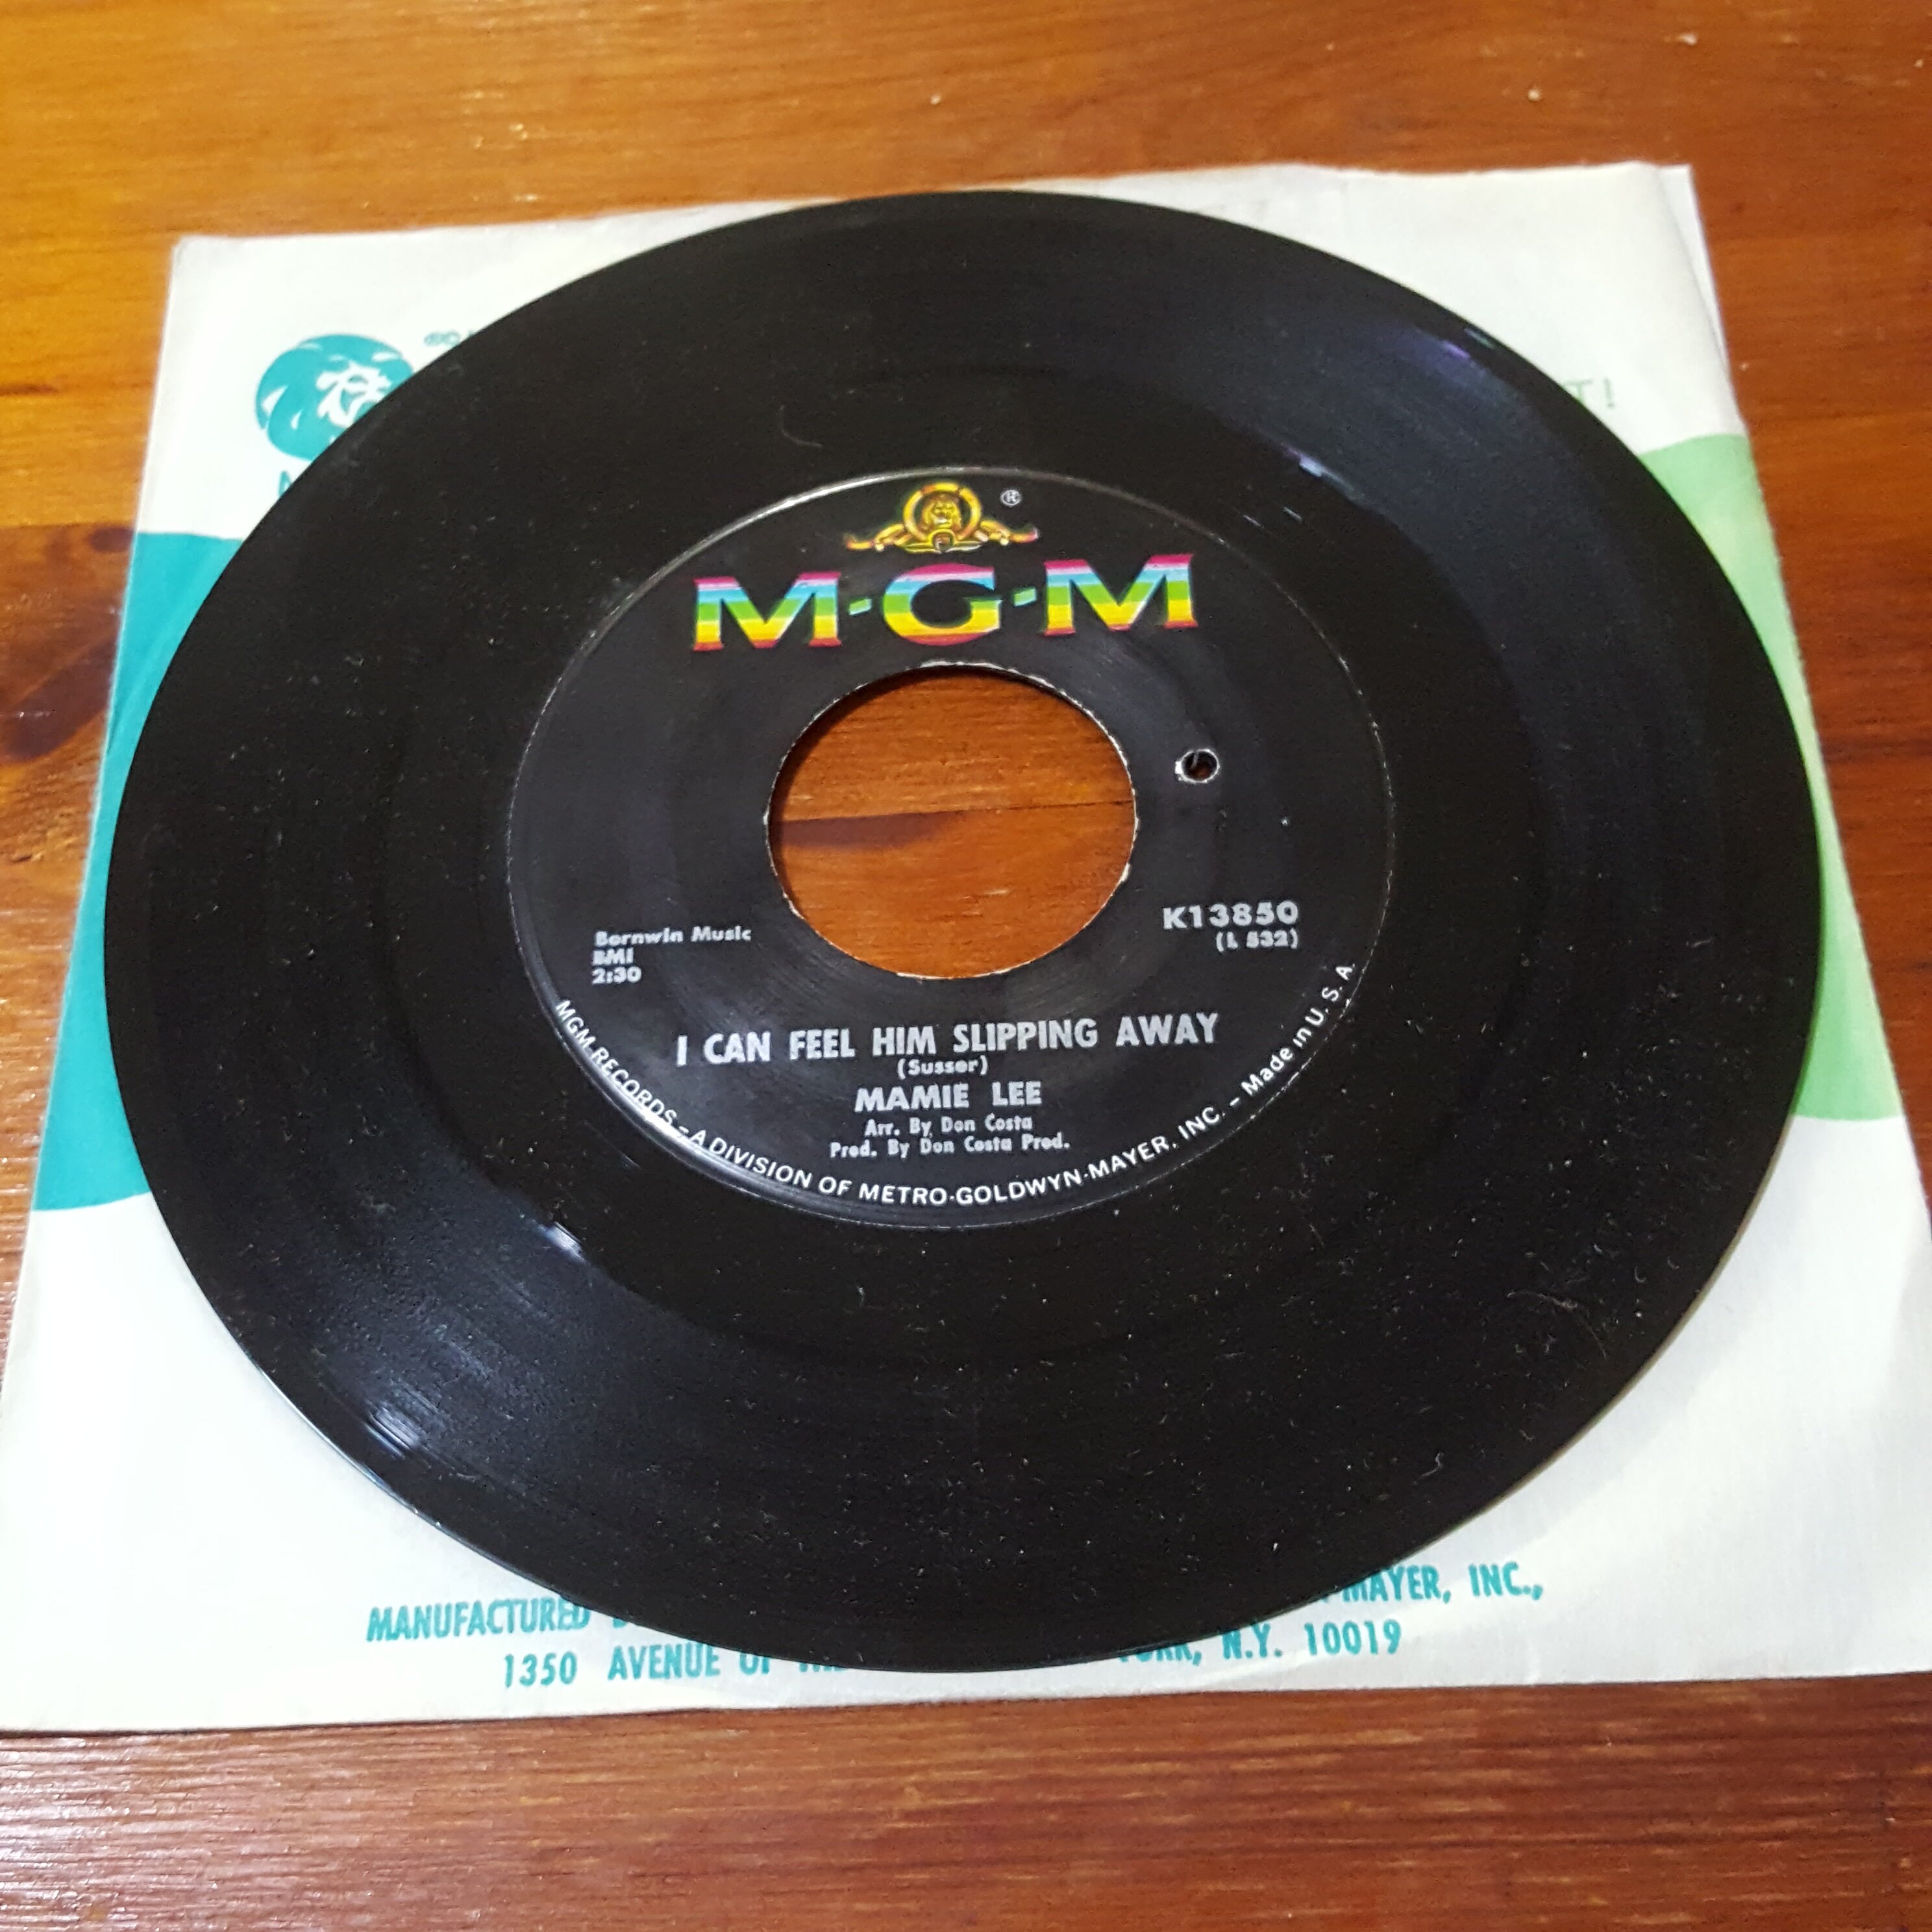 ®
M·G·M
Bernwin Music
BMI
2:30
K13850
(L 532)
I CAN FEEL HIM SLIPPING AWAY
(Susser)
MAMIE LEE
Arr. By Don Costa
Prod. By Don Costa Prod.
MGM RECORDS – A DIVISION OF METRO-GOLDWYN-MAYER, INC. – Made in U. S. A.
MANUFACTURED
MAYER, INC.,
1350 AVENUE
N.Y. 10019